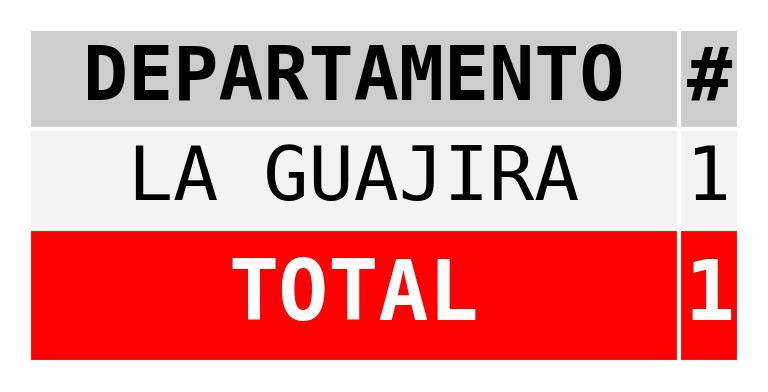 DEPARTAMENTO #
LA GUAJIRA 1
TOTAL 1